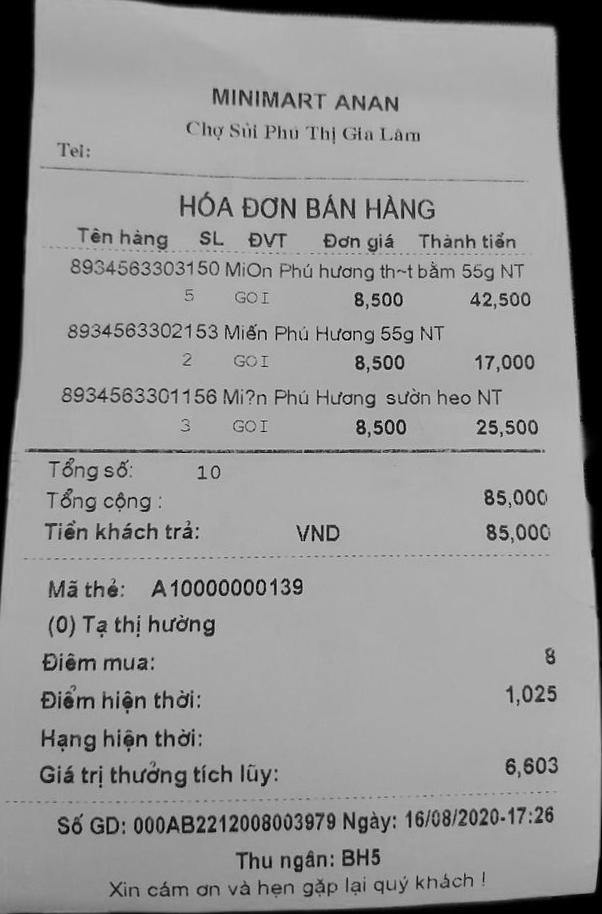 MINIMART ANAN
Chợ Sủi Phú Thị Gia Lâm
Tel:
HÓA ĐƠN BÁN HÀNG
Tên hàng SL ĐVT Đơn giá Thành tiền
8934563303150 MiOn Phú hương th~t bằm 55g NT
5 GOI 8,500 42,500
8934563302153 Miến Phú Hương 55g NT
2 GOI 8,500 17,000
8934563301156 Mi?n Phú Hương sườn heo NT
3 GOI 8,500 25,500
Tổng số: 10
Tổng cộng : 85,000
Tiền khách trả: VND 85,000
Mã thẻ: A10000000139
(0) Tạ thị hường
Điểm mua: 8
Điểm hiện thời: 1,025
Hạng hiện thời:
Giá trị thưởng tích lũy: 6,603
Số GD: 000AB2212008003979 Ngày: 16/08/2020-17:26
Thu ngân: BH5
Xin cám ơn và hẹn gặp lại quý khách !